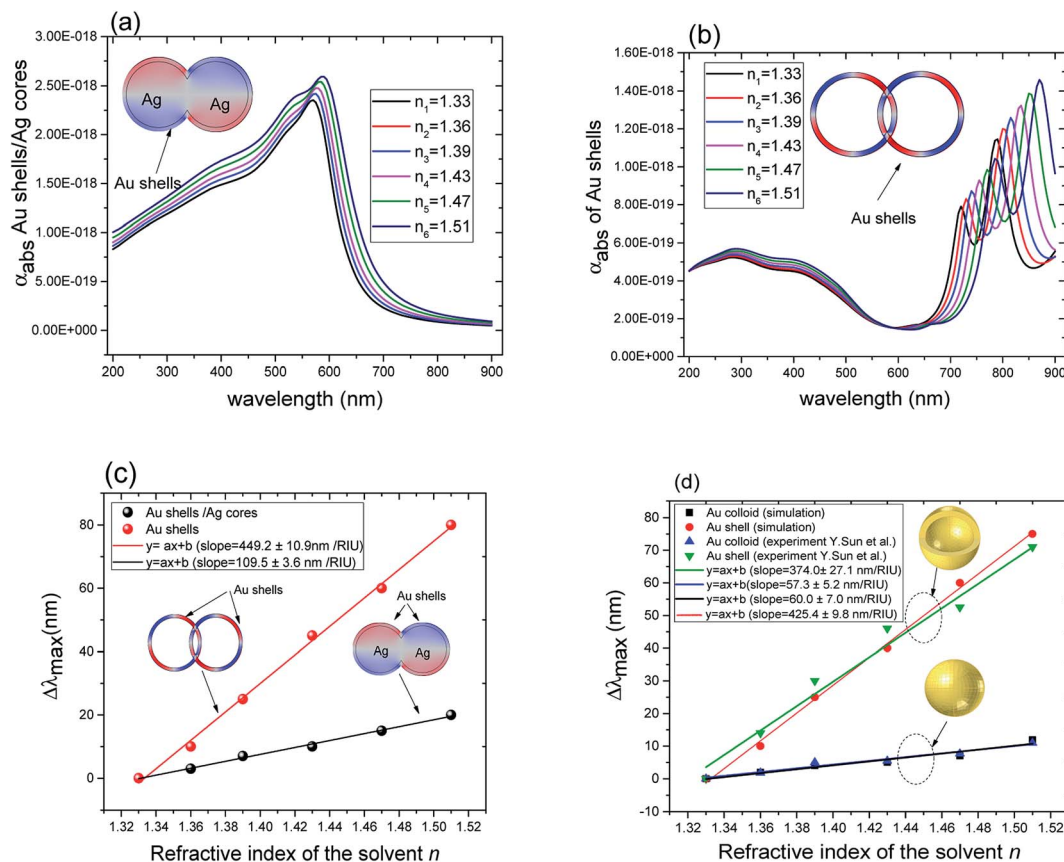 (a)
3.00E-018
2.50E-018
2.00E-018
1.50E-018
1.00E-018
5.00E-019
0.00E+000
αabs Au shells/Ag cores
Ag Ag
Au shells
n1=1.33
n2=1.36
n3=1.39
n4=1.43
n5=1.47
n6=1.51
200 300 400 500 600 700 800 900
wavelength (nm)
(b)
1.60E-018
1.40E-018
1.20E-018
1.00E-018
8.00E-019
6.00E-019
4.00E-019
2.00E-019
0.00E+000
αabs of Au shells
n1=1.33
n2=1.36
n3=1.39
n4=1.43
n5=1.47
n6=1.51
Au shells
200 300 400 500 600 700 800 900
wavelength (nm)
(c)
80
60
40
20
0
Δλmax(nm)
Au shells /Ag cores
Au shells
y= ax+b (slope=449.2 ± 10.9nm /RIU)
y=ax+b (slope=109.5 ± 3.6 nm /RIU)
Au shells
Au shells
Ag Ag
1.32 1.34 1.36 1.38 1.40 1.42 1.44 1.46 1.48 1.50 1.52
Refractive index of the solvent n
(d)
80
70
60
50
40
30
20
10
0
-10
Δλmax(nm)
Au colloid (simulation)
Au shell (simulation)
Au colloid (experiment Y.Sun et al.)
Au shell (experiment Y.Sun et al.)
y=ax+b (slope=374.0± 27.1 nm/RIU)
y=ax+b(slope=57.3 ± 5.2 nm/RIU)
y=ax+b (slope=60.0 ± 7.0 nm/RIU)
y=ax+b (slope=425.4 ± 9.8 nm/RIU)
1.32 1.34 1.36 1.38 1.40 1.42 1.44 1.46 1.48 1.50 1.52
Refractive index of the solvent n